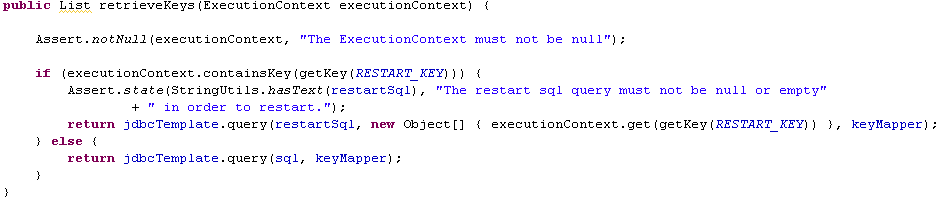 public List retrieveKeys(ExecutionContext executionContext) {
Assert.notNull(executionContext, "The ExecutionContext must not be null");
if (executionContext.containsKey(getKey(RESTART_KEY))) {
Assert.state(StringUtils.hasText(restartSql), "The restart sql query must not be null or empty"
+ " in order to restart.");
return jdbcTemplate.query(restartSql, new Object[] { executionContext.get(getKey(RESTART_KEY)) }, keyMapper);
} else {
return jdbcTemplate.query(sql, keyMapper);
}
}